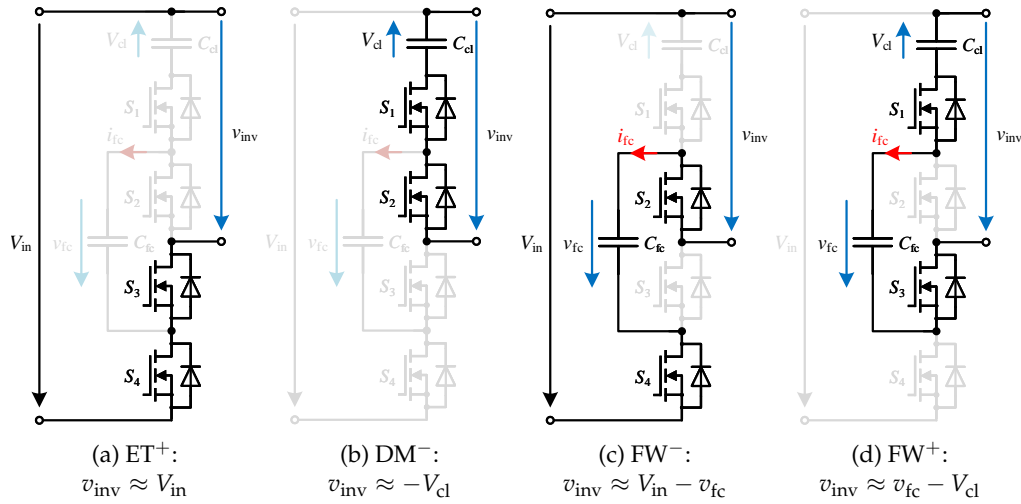 V_cl
C_cl
S_1
i_fc
S_2
v_inv
V_in
v_fc
C_fc
S_3
S_4
(a) ET⁺:
v_inv ≈ V_in
V_cl
C_cl
S_1
i_fc
S_2
v_inv
V_in
v_fc
C_fc
S_3
S_4
(b) DM⁻:
v_inv ≈ −V_cl
V_cl
C_cl
S_1
i_fc
S_2
v_inv
V_in
v_fc
C_fc
S_3
S_4
(c) FW⁻:
v_inv ≈ V_in − v_fc
V_cl
C_cl
S_1
i_fc
S_2
v_inv
V_in
v_fc
C_fc
S_3
S_4
(d) FW⁺:
v_inv ≈ v_fc − V_cl